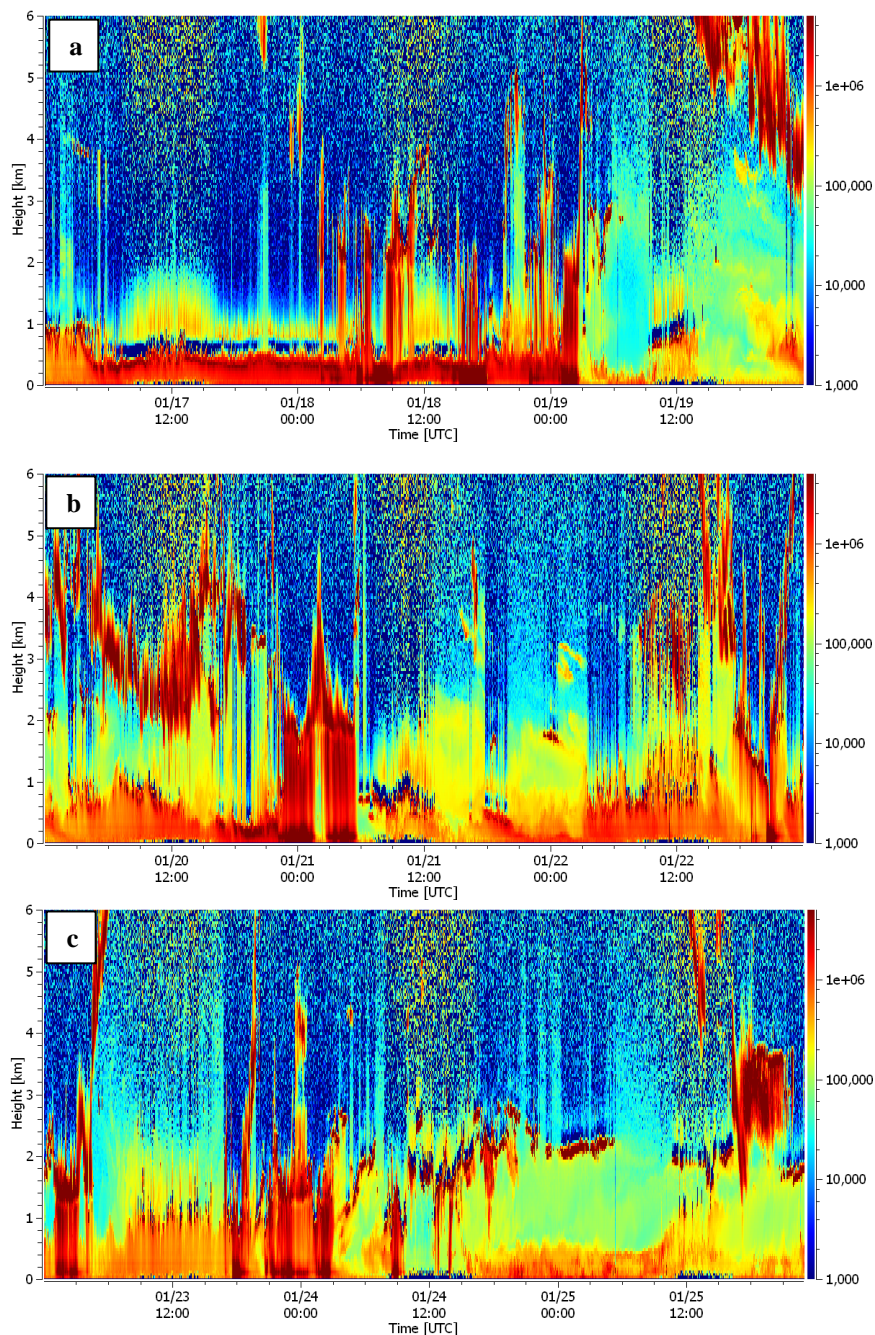 a
6
5
4
3
2
1
0
Height [km]
1e+06
100,000
10,000
1,000
01/17 01/18 01/18 01/19 01/19
12:00 00:00 12:00 00:00 12:00
Time [UTC]
b
6
5
4
3
2
1
0
Height [km]
1e+06
100,000
10,000
1,000
01/20 01/21 01/21 01/22 01/22
12:00 00:00 12:00 00:00 12:00
Time [UTC]
c
6
5
4
3
2
1
0
Height [km]
1e+06
100,000
10,000
1,000
01/23 01/24 01/24 01/25 01/25
12:00 00:00 12:00 00:00 12:00
Time [UTC]